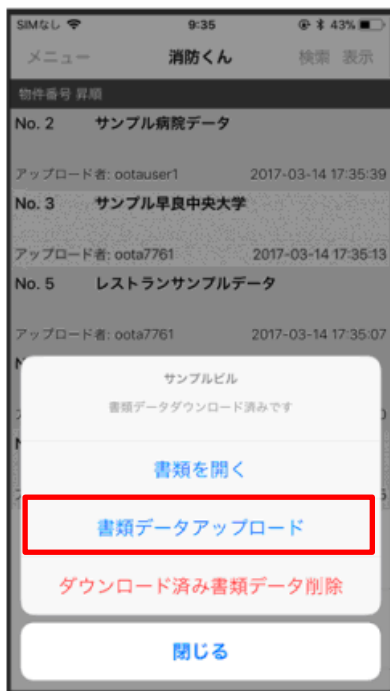 SIMなし 9:35 43%
メニュー 消防くん 検索 表示
物件番号 昇順
No. 2 サンプル病院データ
アップロード者: ootauser1 2017-03-14 17:35:39
No. 3 サンプル早良中央大学
アップロード者: oota7761 2017-03-14 17:35:13
No. 5 レストランサンプルデータ
アップロード者: oota7761 2017-03-14 17:35:07
サンプルビル
書類データダウンロード済みです
書類を開く
書類データアップロード
ダウンロード済み書類データ削除
閉じる